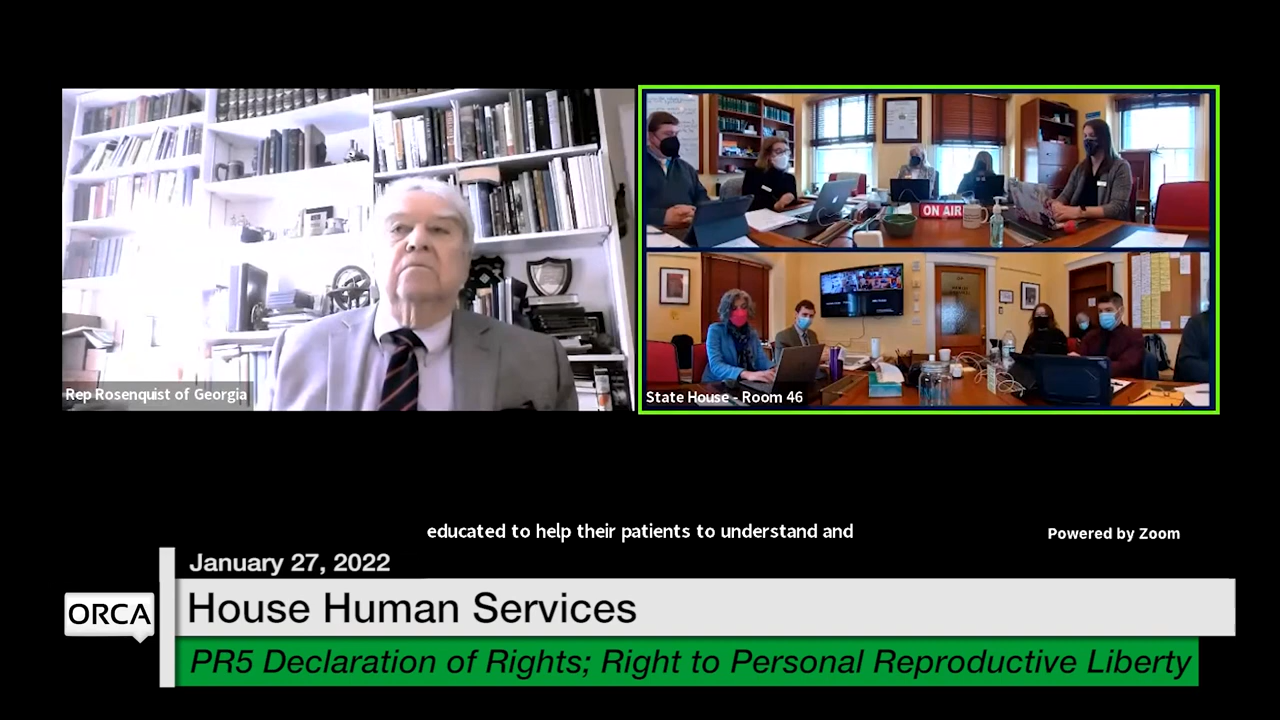 ON AIR
Rep Rosenquist of Georgia
State House - Room 46
educated to help their patients to understand and
Powered by Zoom
January 27, 2022
ORCA
House Human Services
PR5 Declaration of Rights; Right to Personal Reproductive Liberty